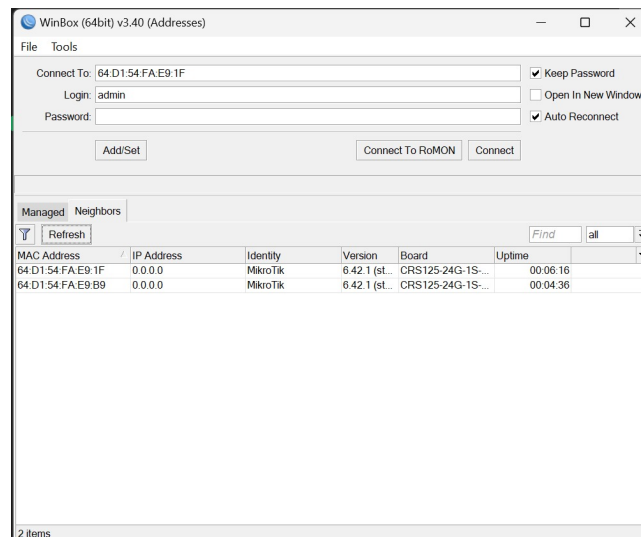 WinBox (64bit) v3.40 (Addresses)
File Tools
Connect To: 64:D1:54:FA:E9:1F Keep Password
Login: admin Open In New Window
Password: Auto Reconnect
Add/Set Connect To RoMON Connect
Managed Neighbors
Refresh Find all
MAC Address IP Address Identity Version Board Uptime
64:D1:54:FA:E9:1F 0.0.0.0 MikroTik 6.42.1 (st... CRS125-24G-1S-... 00:06:16
64:D1:54:FA:E9:B9 0.0.0.0 MikroTik 6.42.1 (st... CRS125-24G-1S-... 00:04:36
2 items